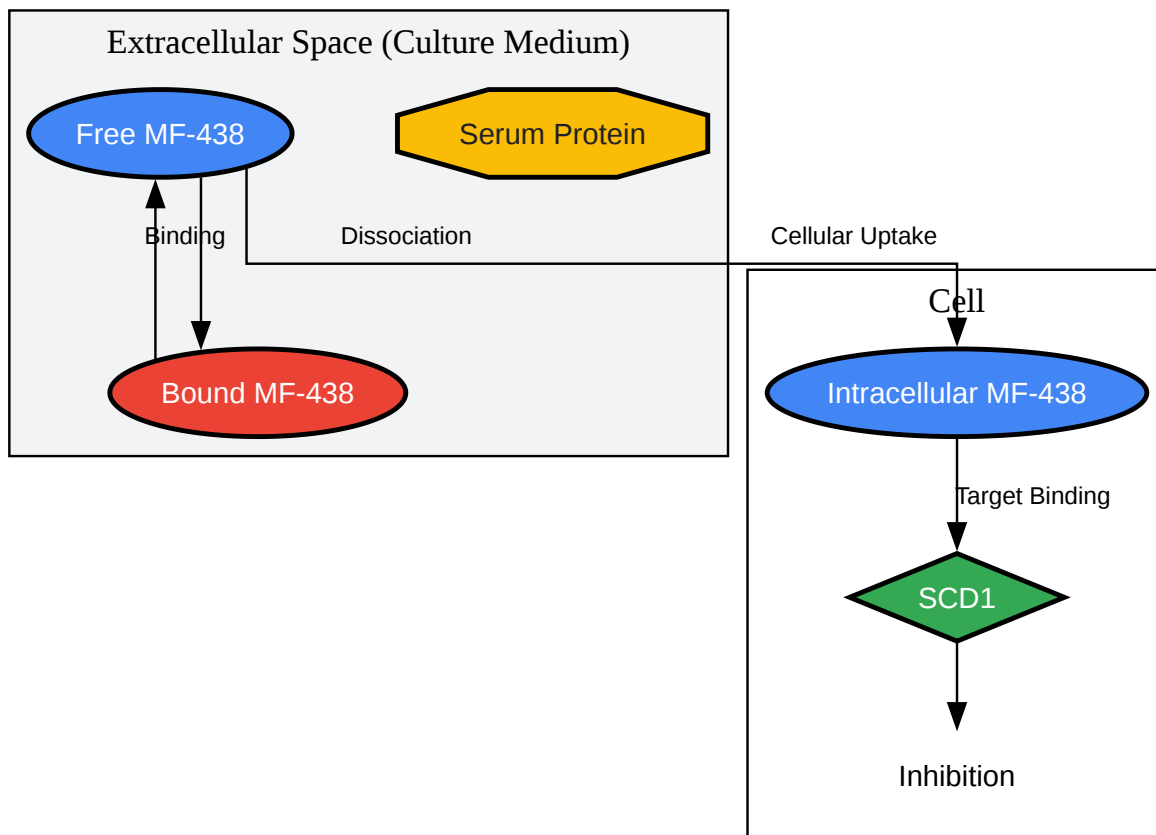 Extracellular Space (Culture Medium)
Free MF-438
Serum Protein
Binding
Dissociation
Cellular Uptake
Cell
Bound MF-438
Intracellular MF-438
Target Binding
SCD1
Inhibition